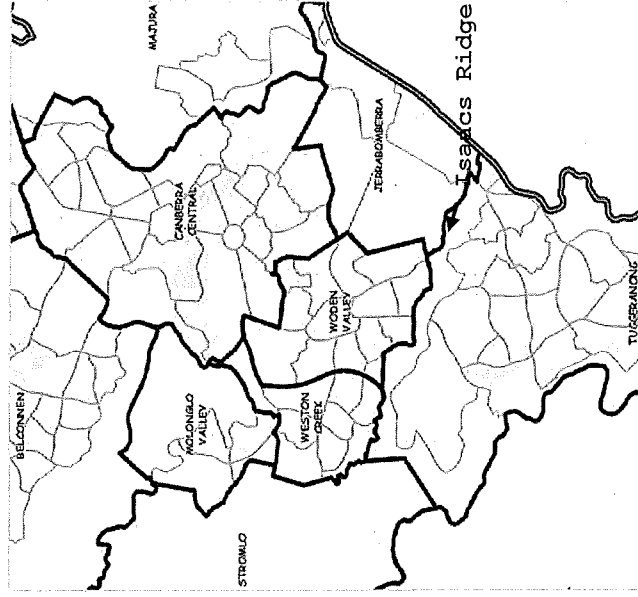 MAJURA
Isaacs Ridge
CANBERRA
CENTRAL
JERRABOMBERRA
BELCONNEN
WODEN
VALLEY
MOLONGLO
VALLEY
WESTON
CREEK
TUGGERANONG
STROMLO